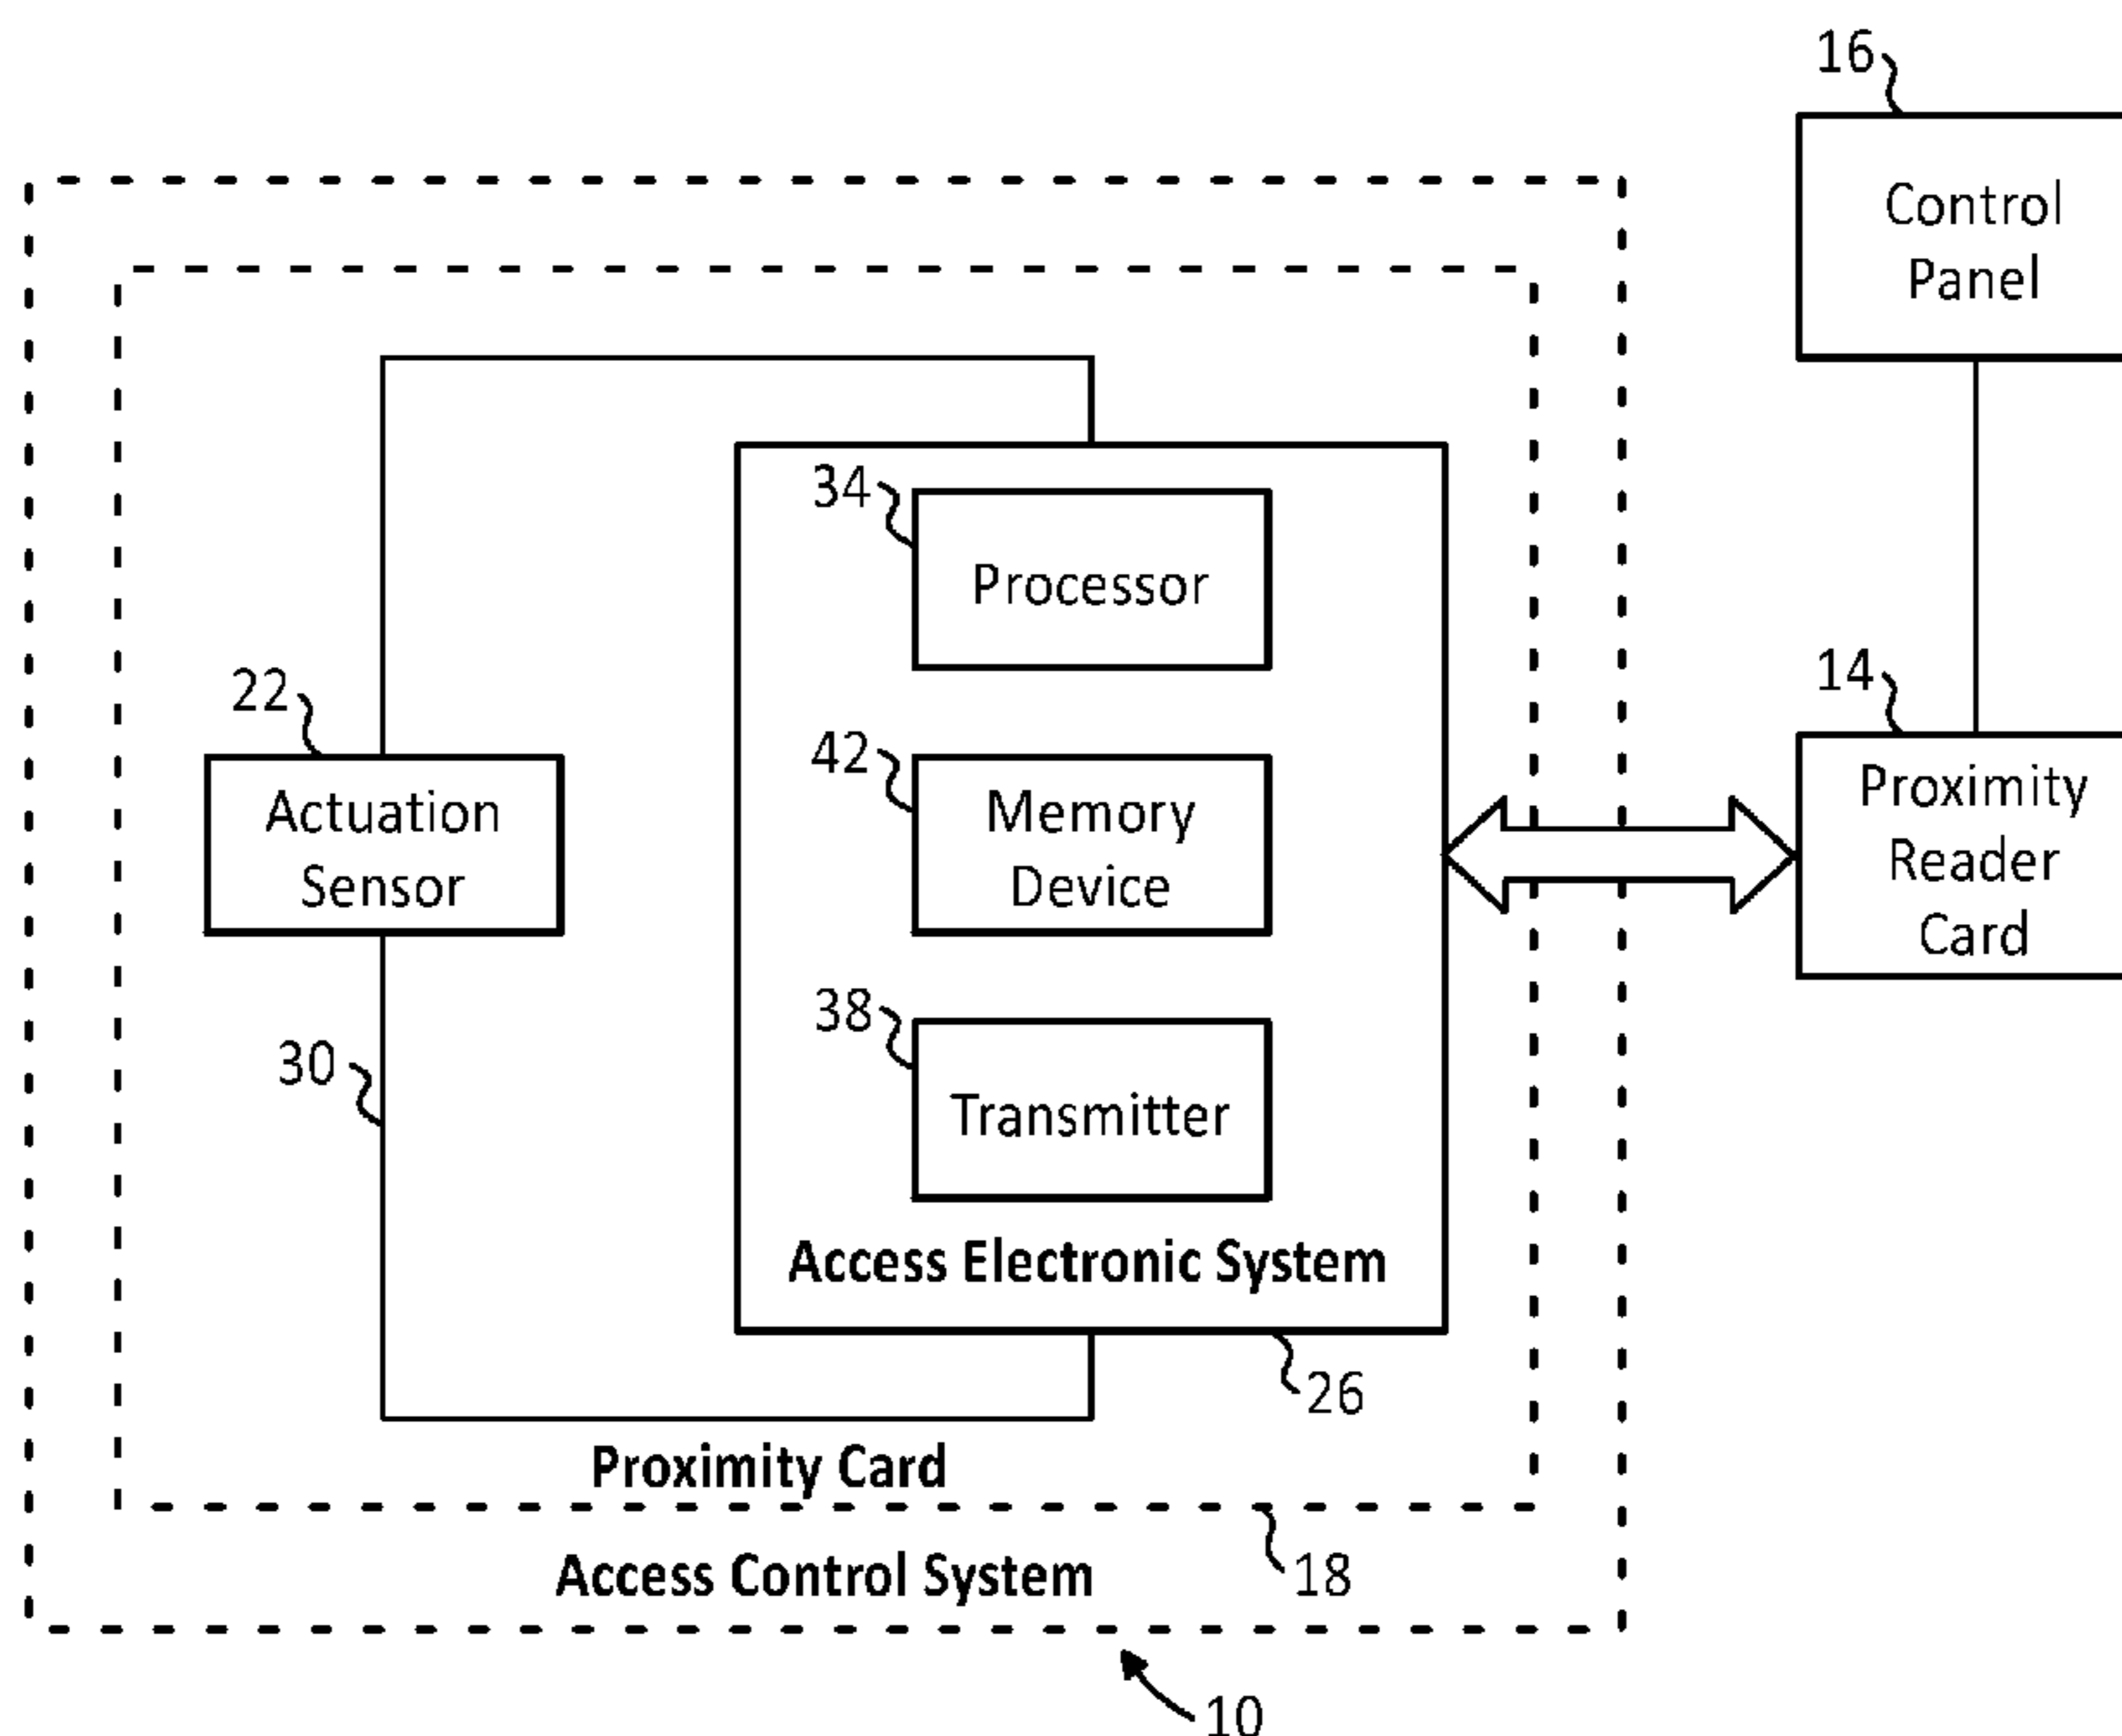 16
Control
Panel
34
Processor
22
Actuation
Sensor
42
Memory
Device
14
Proximity
Reader
Card
38
Transmitter
30
Access Electronic System
26
Proximity Card
18
Access Control System
10